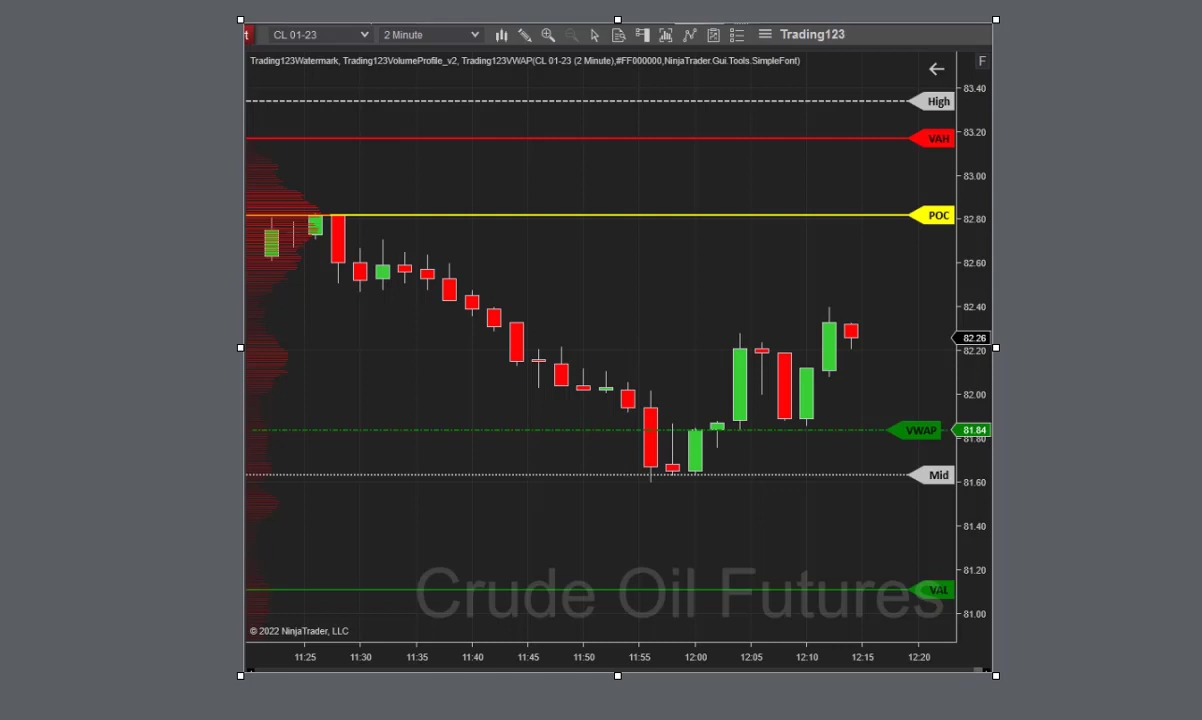 t CL 01-23 2 Minute Trading123
Trading123Watermark, Trading123VolumeProfile_v2, Trading123VWAP(CL 01-23 (2 Minute),#FF000000,NinjaTrader.Gui.Tools.SimpleFont)
F
83.40
High
83.20
VAH
83.00
82.80
POC
82.60
82.40
82.26
82.20
82.00
VWAP
81.84
81.80
Mid
81.60
81.40
81.20
Crude Oil Futures
VAL
81.00
© 2022 NinjaTrader, LLC
11:25 11:30 11:35 11:40 11:45 11:50 11:55 12:00 12:05 12:10 12:15 12:20